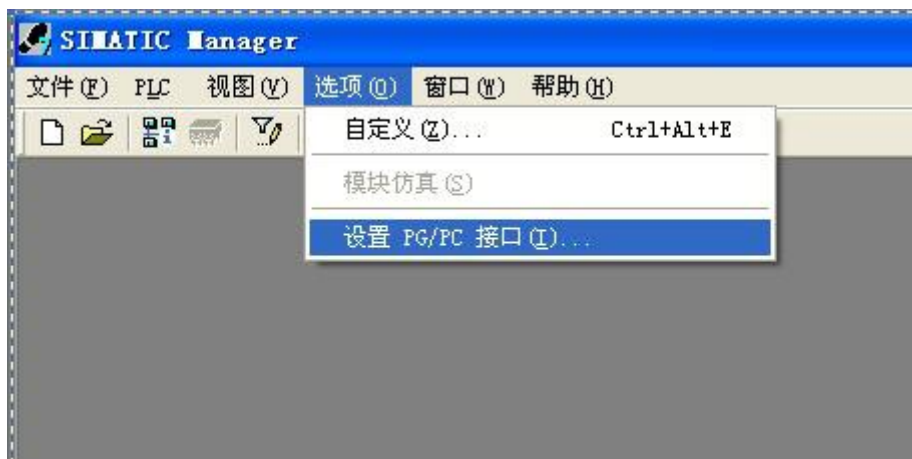 SIMATIC Manager
文件(F) PLC 视图(V) 选项(O) 窗口(W) 帮助(H)
自定义(Z)... Ctrl+Alt+E
模块仿真(S)
设置 PG/PC 接口(I)...